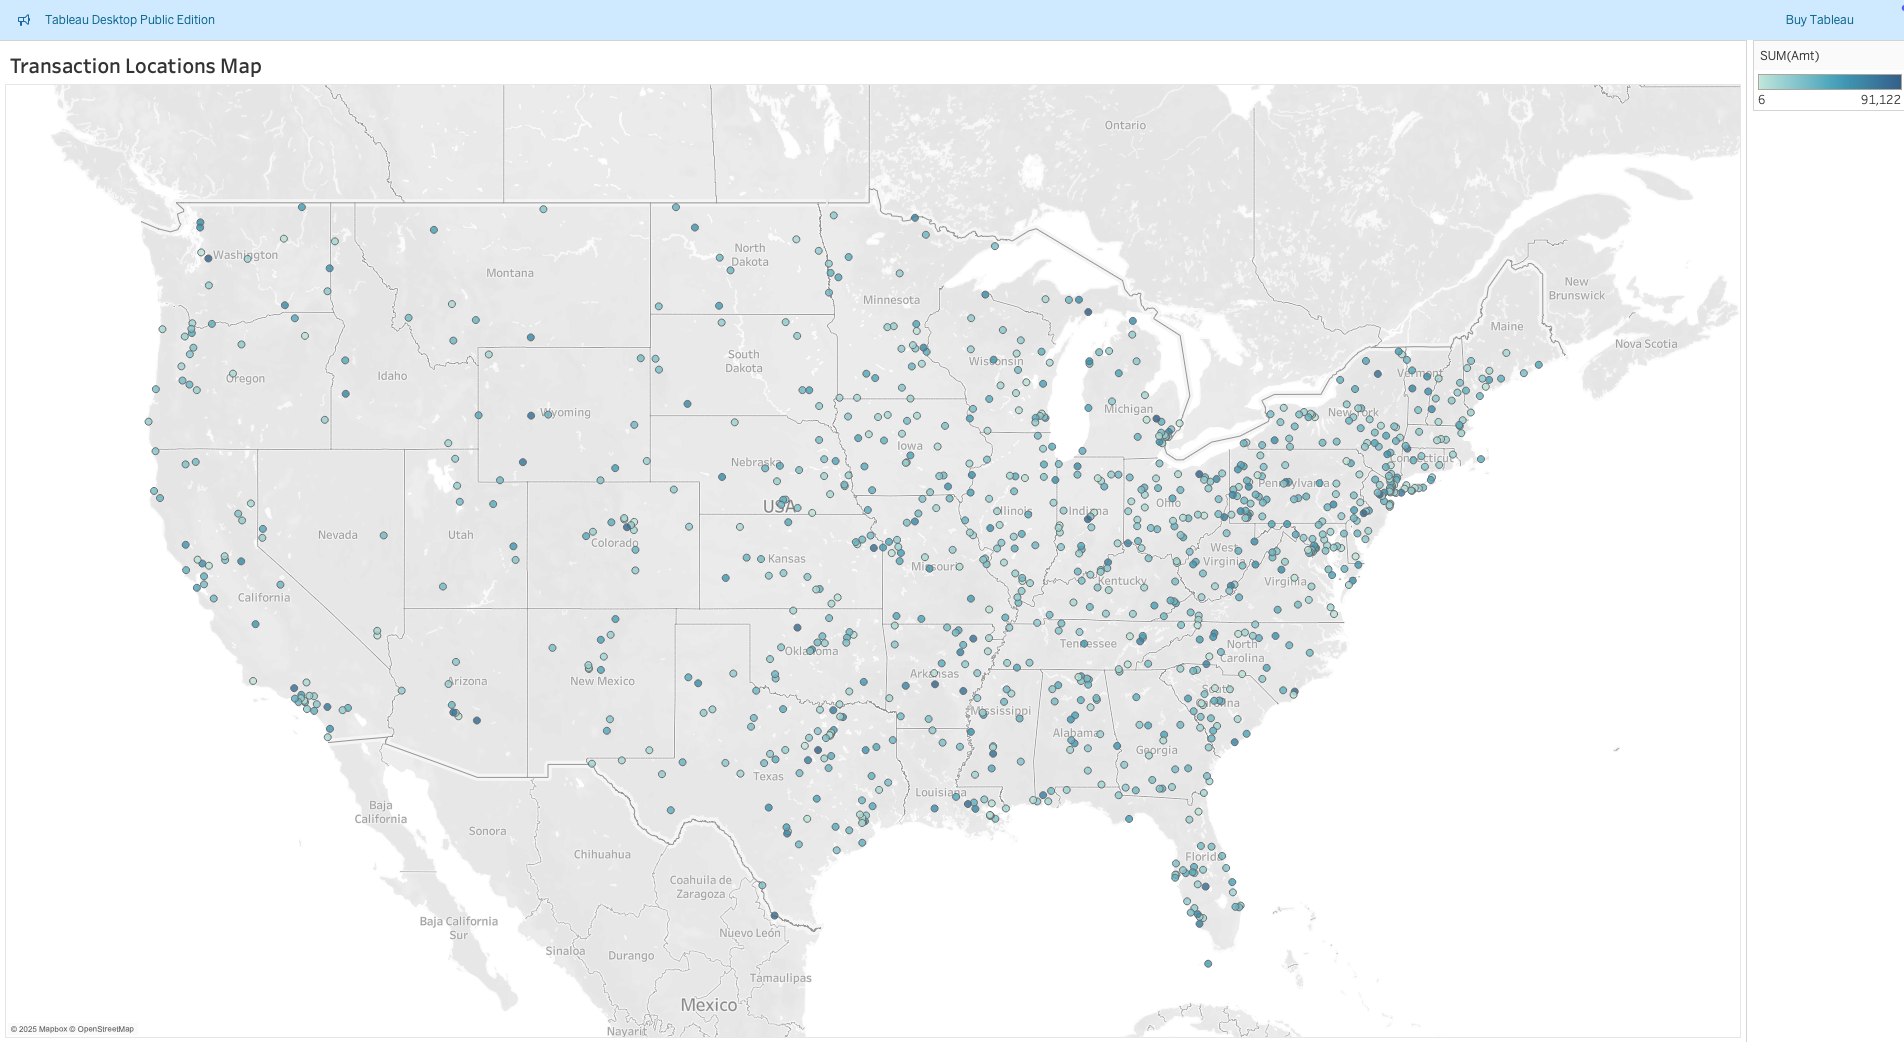 Tableau Desktop Public Edition
Buy Tableau
Transaction Locations Map
SUM(Amt)
6
91,122
Ontario
Washington
Montana
North
Dakota
Minnesota
New
Brunswick
Maine
Nova Scotia
Oregon
Idaho
South
Dakota
Wisconsin
Vermont
Wyoming
Michigan
New York
Nebraska
Iowa
Connecticut
Pennsylvania
USA
Illinois
Indiana
Ohio
Nevada
Utah
Colorado
Kansas
Missouri
West
Virginia
Kentucky
Virginia
California
Oklahoma
Tennessee
North
Carolina
Arizona
New Mexico
Arkansas
South
Carolina
Mississippi
Alabama
Georgia
Texas
Louisiana
Baja
California
Sonora
Chihuahua
Florida
Coahuila de
Zaragoza
Baja California
Sur
Nuevo León
Sinaloa
Durango
Tamaulipas
Mexico
Nayarit
© 2025 Mapbox © OpenStreetMap